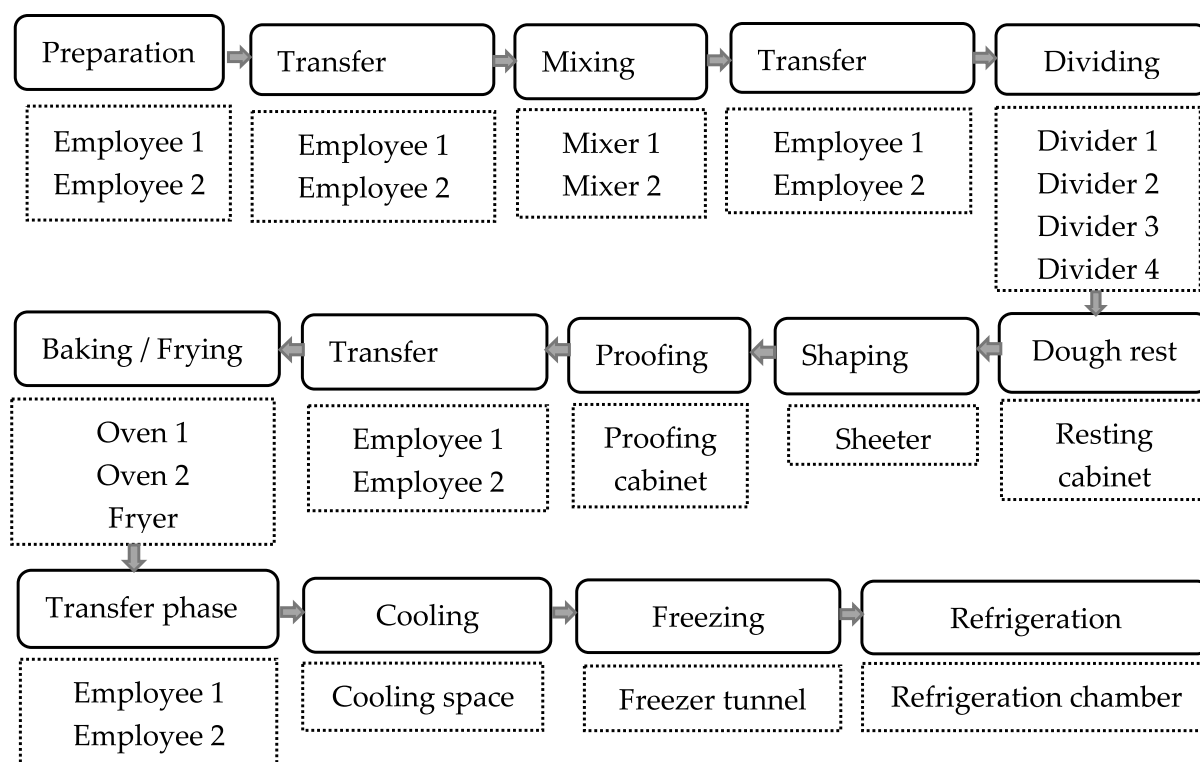 Preparation
Transfer
Mixing
Transfer
Dividing
Employee 1
Employee 2
Employee 1
Employee 2
Mixer 1
Mixer 2
Employee 1
Employee 2
Divider 1
Divider 2
Divider 3
Divider 4
Baking / Frying
Transfer
Proofing
Shaping
Dough rest
Oven 1
Oven 2
Fryer
Employee 1
Employee 2
Proofing
cabinet
Sheeter
Resting
cabinet
Transfer phase
Cooling
Freezing
Refrigeration
Employee 1
Employee 2
Cooling space
Freezer tunnel
Refrigeration chamber